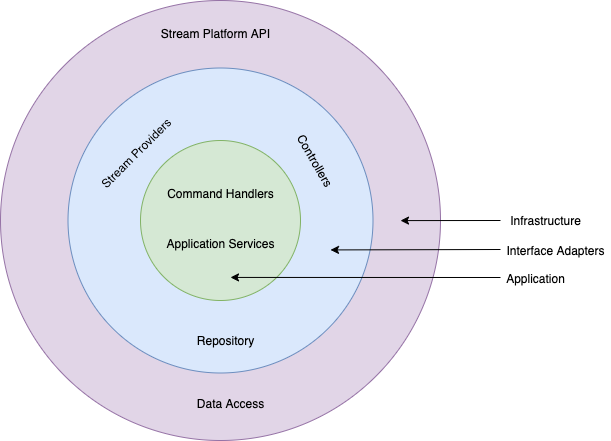 Stream Platform API
Stream Providers
Controllers
Command Handlers
Application Services
Repository
Data Access
Infrastructure
Interface Adapters
Application